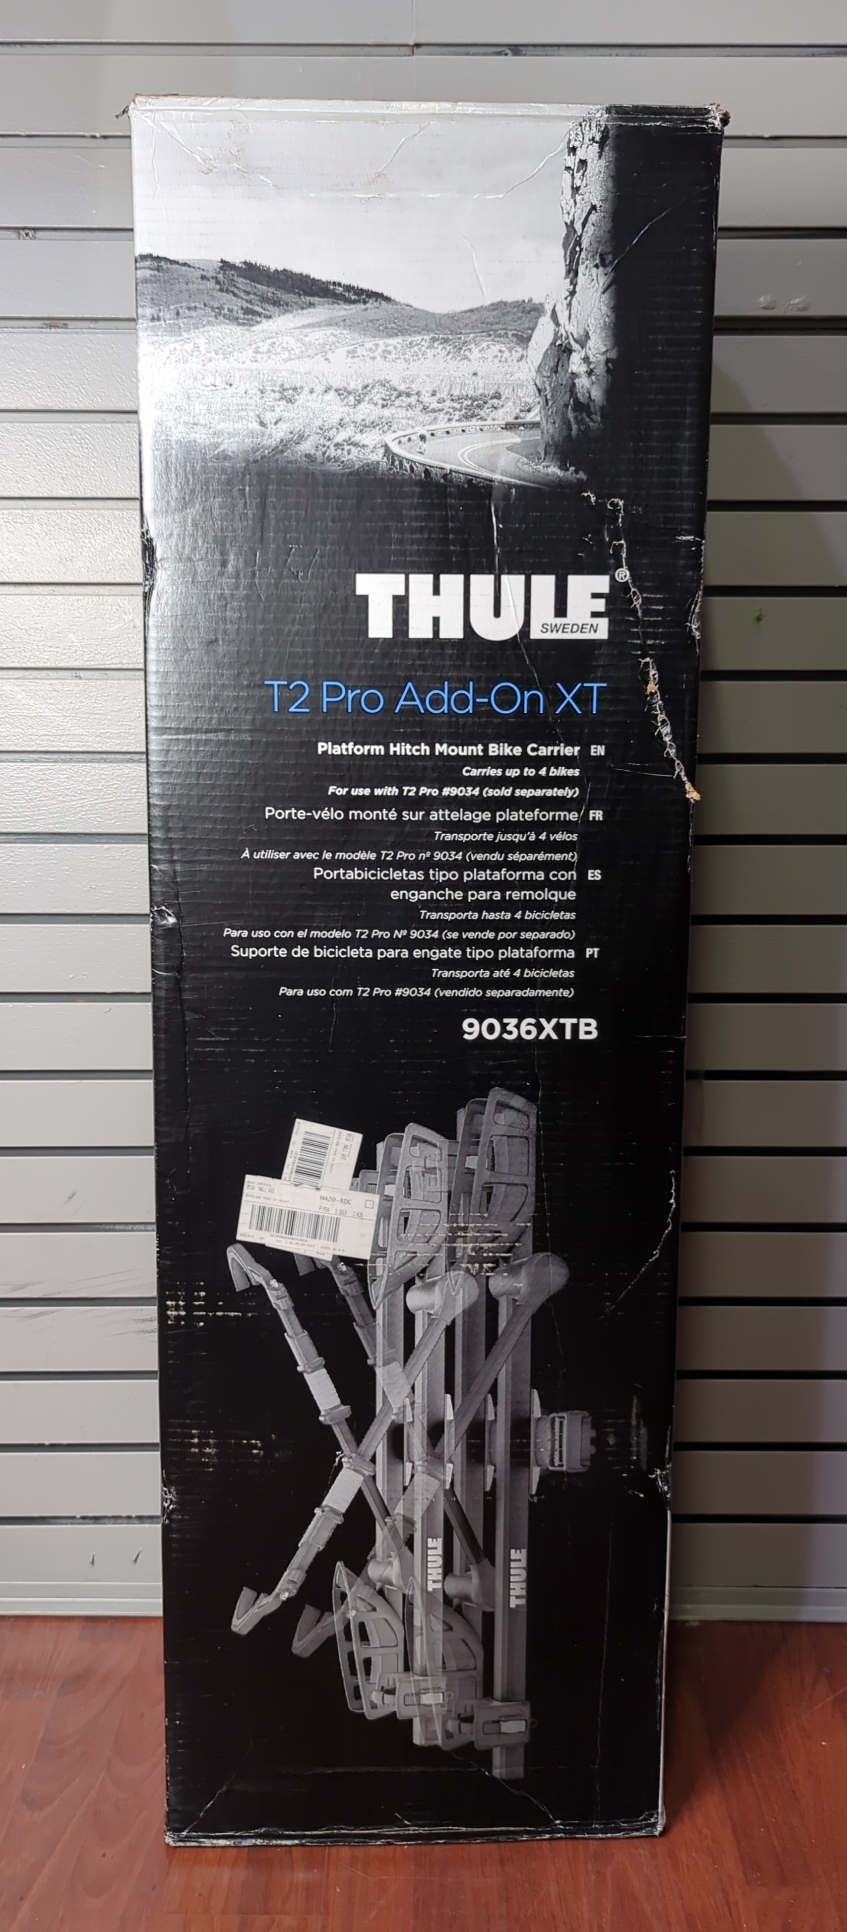 THULE®
SWEDEN
T2 Pro Add-On XT
Platform Hitch Mount Bike Carrier EN
Carries up to 4 bikes
For use with T2 Pro #9034 (sold separately)
Porte-vélo monté sur attelage plateforme FR
Transporte jusqu'à 4 vélos
À utiliser avec le modèle T2 Pro nº 9034 (vendu séparément)
Portabicicletas tipo plataforma con ES
enganche para remolque
Transporta hasta 4 bicicletas
Para uso con el modelo T2 Pro Nº 9034 (se vende por separado)
Suporte de bicicleta para engate tipo plataforma PT
Transporta até 4 bicicletas
Para uso com T2 Pro #9034 (vendido separadamente)
9036XTB
THULE
THULE